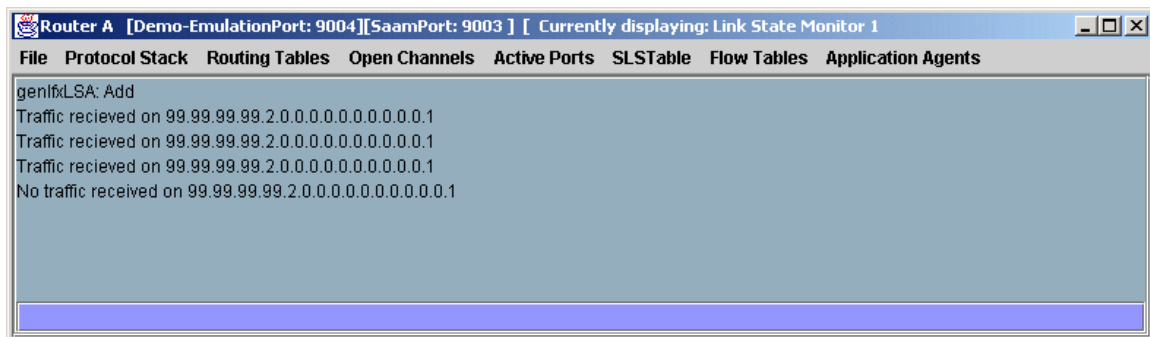 Router A [Demo-EmulationPort: 9004][SaamPort: 9003 ] [ Currently displaying: Link State Monitor 1
File Protocol Stack Routing Tables Open Channels Active Ports SLSTable Flow Tables Application Agents
genIfxLSA: Add
Traffic recieved on 99.99.99.99.2.0.0.0.0.0.0.0.0.0.0.1
Traffic recieved on 99.99.99.99.2.0.0.0.0.0.0.0.0.0.0.1
Traffic recieved on 99.99.99.99.2.0.0.0.0.0.0.0.0.0.0.1
No traffic received on 99.99.99.99.2.0.0.0.0.0.0.0.0.0.0.1